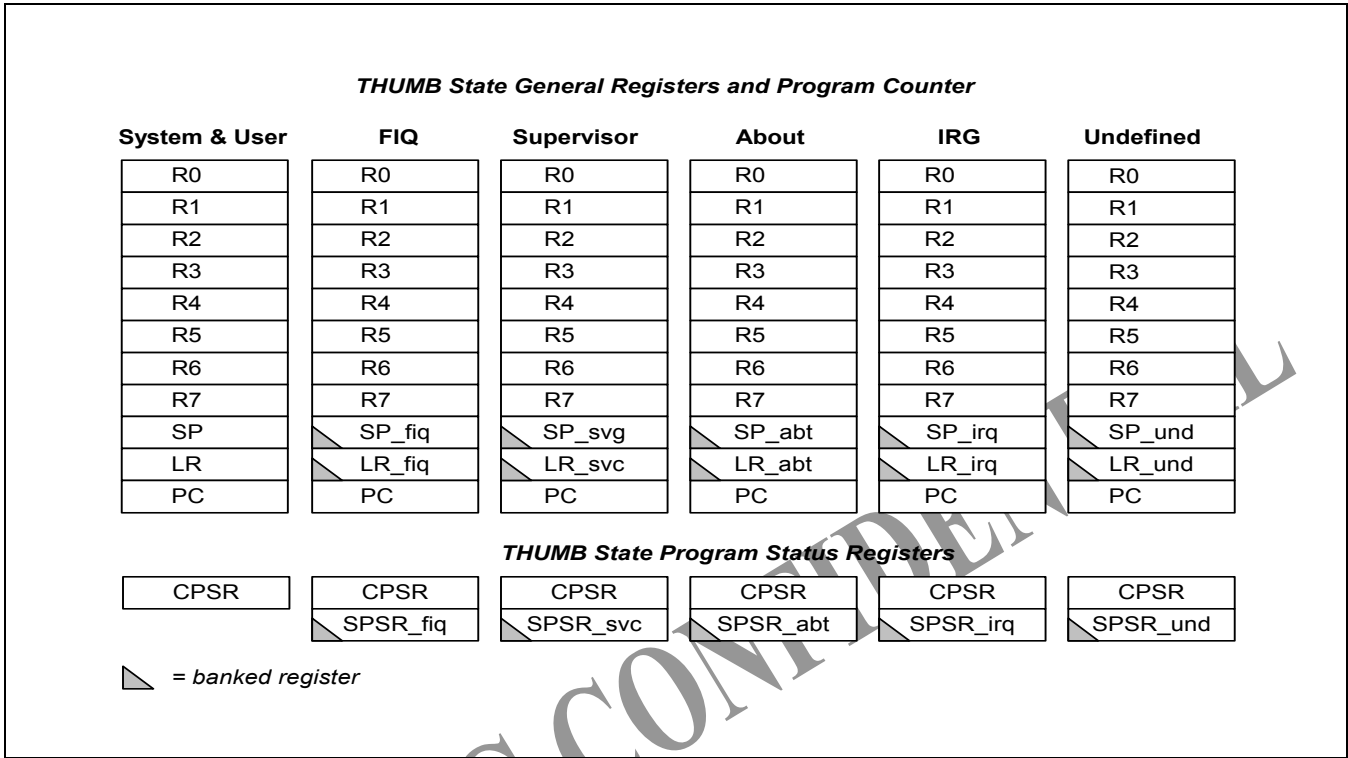 THUMB State General Registers and Program Counter
System & User FIQ Supervisor About IRG Undefined
R0 R0 R0 R0 R0 R0
R1 R1 R1 R1 R1 R1
R2 R2 R2 R2 R2 R2
R3 R3 R3 R3 R3 R3
R4 R4 R4 R4 R4 R4
R5 R5 R5 R5 R5 R5
R6 R6 R6 R6 R6 R6
R7 R7 R7 R7 R7 R7
SP SP_fiq SP_svg SP_abt SP_irq SP_und
LR LR_fiq LR_svc LR_abt LR_irq LR_und
PC PC PC PC PC PC
THUMB State Program Status Registers
CPSR CPSR CPSR CPSR CPSR CPSR
SPSR_fiq SPSR_svc SPSR_abt SPSR_irq SPSR_und
= banked register
CONFIDENTIAL